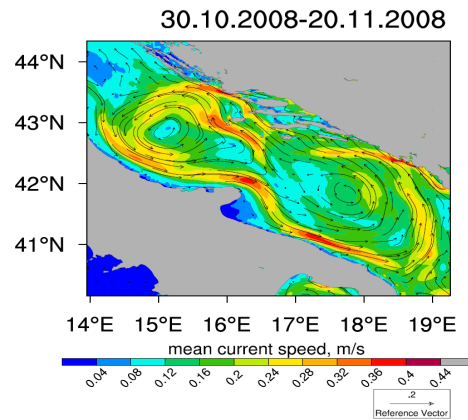 30.10.2008-20.11.2008
44°N
43°N
42°N
41°N
14°E 15°E 16°E 17°E 18°E 19°E
mean current speed, m/s
0.04 0.08 0.12 0.16 0.2 0.24 0.28 0.32 0.36 0.4 0.44
.2
Reference Vector